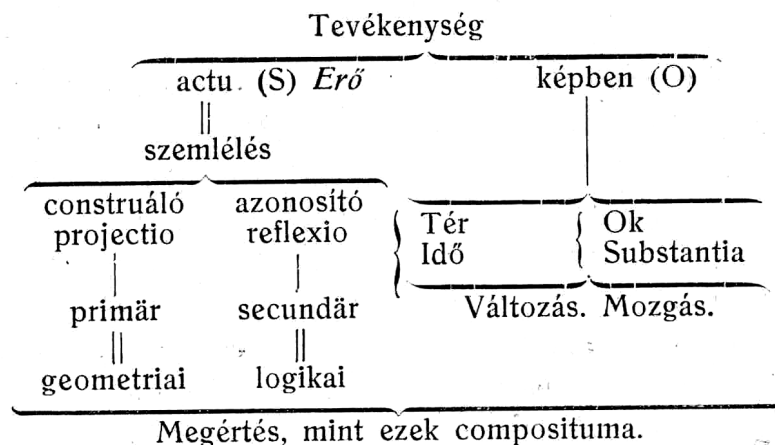 Tevékenység
actu. (S) Erő képben (O)
szemlélés
construáló azonosító
projectio reflexio
Tér Ok
Idő Substantia
primär secundär
Változás. Mozgás.
geometriai logikai
Megértés, mint ezek composituma.